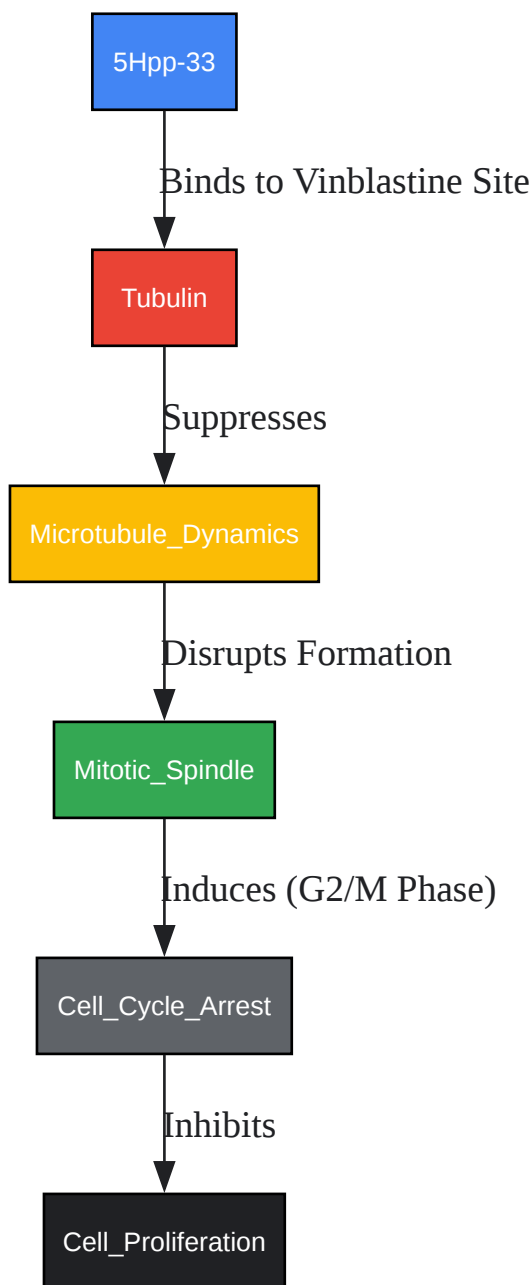 5Hpp-33
Binds to Vinblastine Site
Tubulin
Suppresses
Microtubule_Dynamics
Disrupts Formation
Mitotic_Spindle
Induces (G2/M Phase)
Cell_Cycle_Arrest
Inhibits
Cell_Proliferation